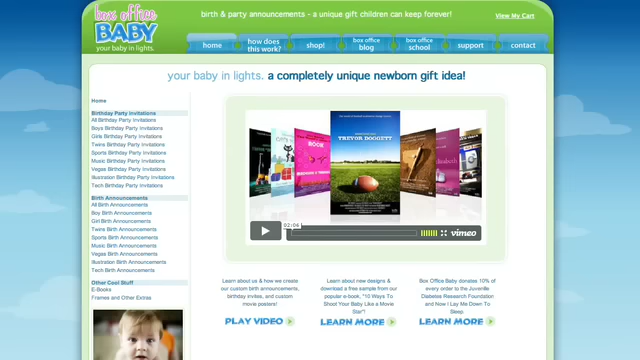 box office
BABY
your baby in lights.
birth & party announcements - a unique gift children can keep forever!
View My Cart
home
how does
this work?
shop!
box office
blog
box office
school
support
contact
your baby in lights. a completely unique newborn gift idea!
Home
Birthday Party Invitations
All Birthday Party Invitations
Boys Birthday Party Invitations
Girls Birthday Party Invitations
Twins Birthday Party Invitations
Sports Birthday Party Invitations
Music Birthday Party Invitations
Vegas Birthday Party Invitations
Illustration Birthday Party Invitations
Tech Birthday Party Invitations
Birth Announcements
All Birth Announcements
Boy Birth Announcements
Girl Birth Announcements
Twins Birth Announcements
Sports Birth Announcements
Music Birth Announcements
Vegas Birth Announcements
Illustration Birth Announcements
Tech Birth Announcements
Other Cool Stuff
E-Books
Frames and Other Extras
TREVOR DOGGETT
02:06
vimeo
Learn about us & how we create
our custom birth announcements,
birthday invites, and custom
movie posters!
PLAY VIDEO
Learn about new designs &
download a free sample from our
popular e-book, "10 Ways To
Shoot Your Baby Like a Movie
Star"!
LEARN MORE
Box Office Baby donates 10% of
every order to the Juvenile
Diabetes Research Foundation
and Now I Lay Me Down To
Sleep.
LEARN MORE